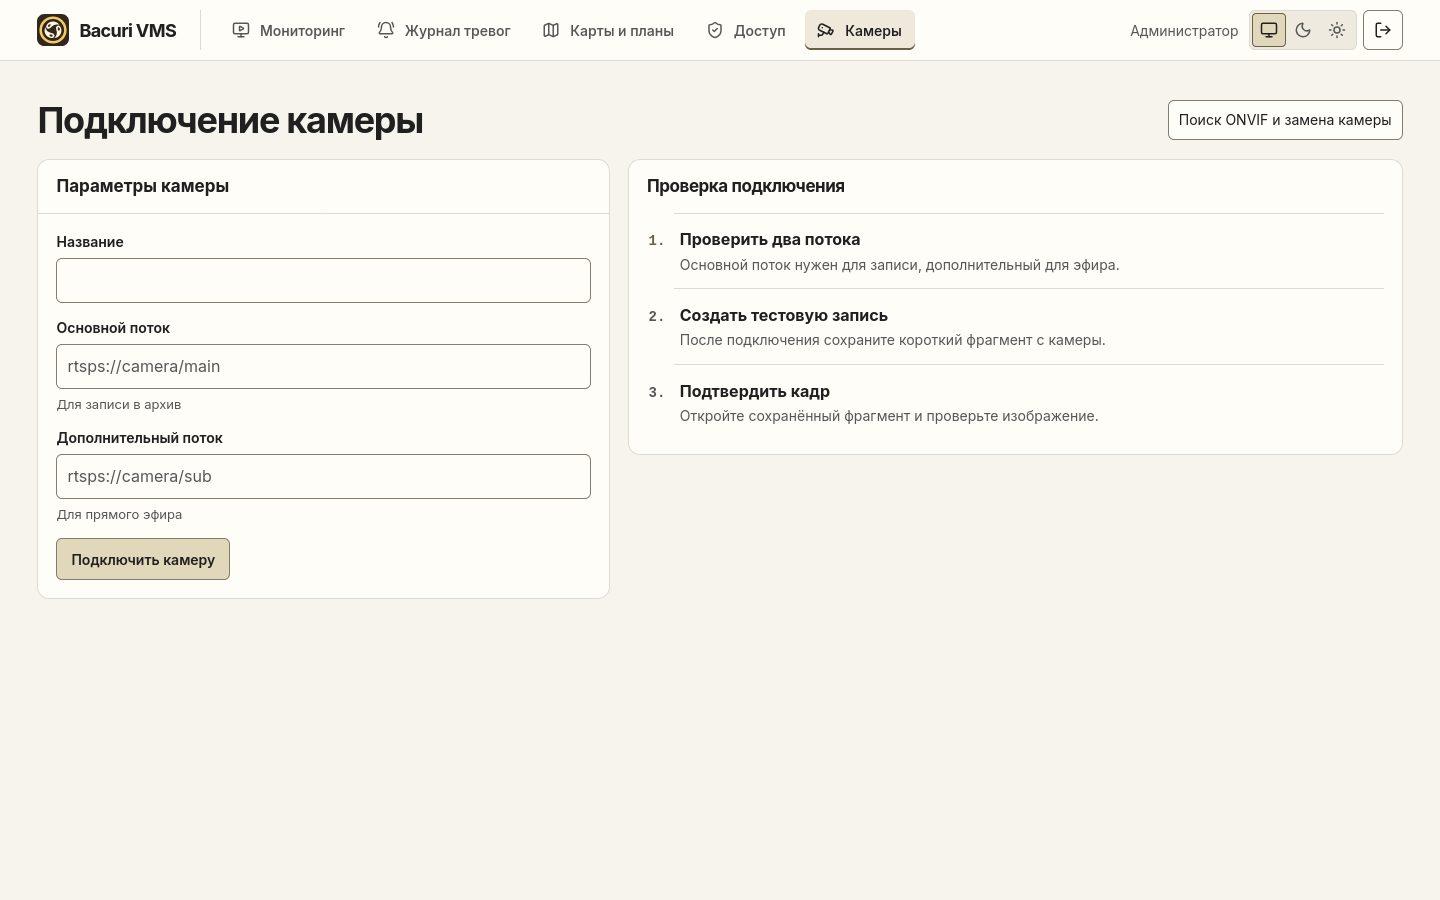 Bacuri VMS
Мониторинг
Журнал тревог
Карты и планы
Доступ
Камеры
Администратор
Подключение камеры
Поиск ONVIF и замена камеры
Параметры камеры
Название
Основной поток
rtsps://camera/main
Для записи в архив
Дополнительный поток
rtsps://camera/sub
Для прямого эфира
Подключить камеру
Проверка подключения
1. Проверить два потока
Основной поток нужен для записи, дополнительный для эфира.
2. Создать тестовую запись
После подключения сохраните короткий фрагмент с камеры.
3. Подтвердить кадр
Откройте сохранённый фрагмент и проверьте изображение.